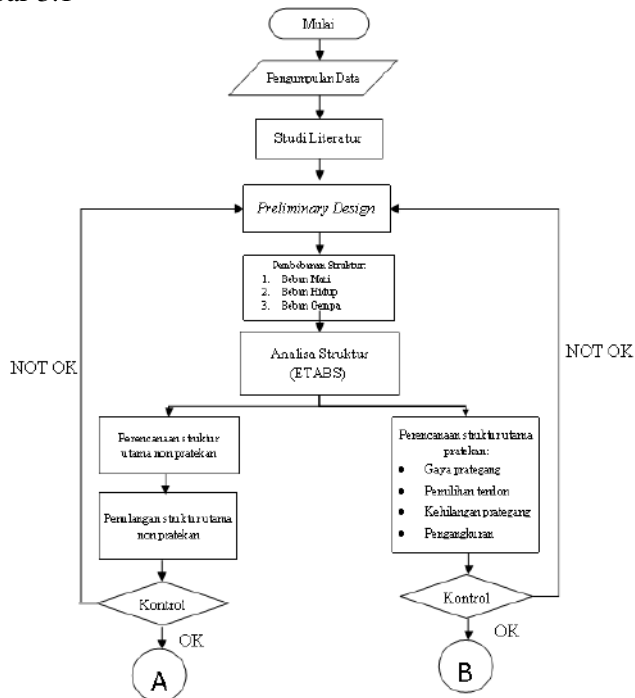 Mulai
Pengumpulan Data
Studi Literatur
Preliminary Design
Pembebanan Struktur:
1. Beban Mati
2. Beban Hidup
3. Beban Gempa
NOT OK
NOT OK
Analisa Struktur
(ETABS)
Perencanaan struktur
utama non pratekan
Penulangan struktur utama
non pratekan
Perencanaan struktur utama
pratekan:
● Gaya prategang
● Pemilihan tendon
● Kehilangan prategang
● Pengangkuran
Kontrol
Kontrol
OK
OK
A
B